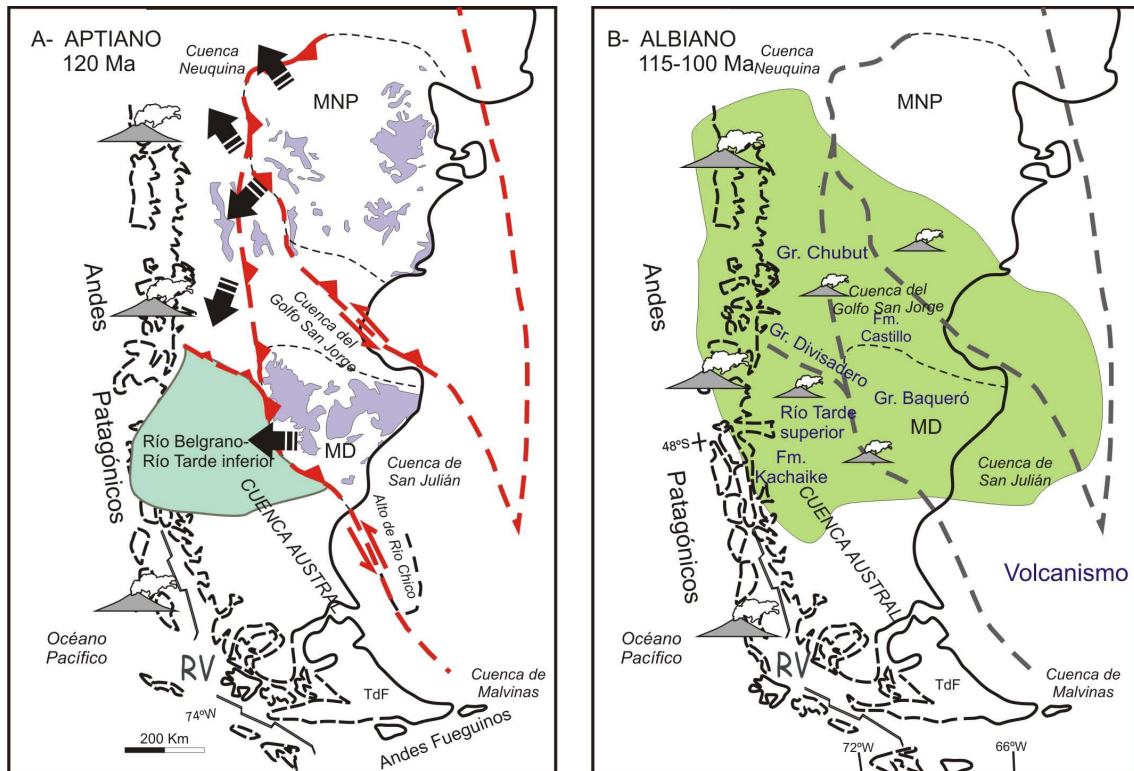 A- APTIANO
120 Ma
Cuenca
Neuquina
MNP
Andes
Cuenca del
Golfo San Jorge
Patagónicos
Río Belgrano-
Río Tarde inferior
MD
Cuenca de
San Julián
CUENCA AUSTRAL
Alto de Río Chico
Océano
Pacífico
RV
TdF
Cuenca de
Malvinas
74ºW
Andes Fueguinos
200 Km
B- ALBIANO
115-100 Ma
Cuenca
Neuquina
MNP
Andes
Gr. Chubut
Cuenca del
Golfo San Jorge
Fm.
Castillo
Gr. Divisadero
Gr. Baqueró
Río Tarde
superior
MD
48ºS
Fm.
Kachaike
Cuenca de
San Julián
Patagónicos
CUENCA AUSTRAL
Volcanismo
Océano
Pacífico
RV
TdF
Cuenca de
Malvinas
72ºW
66ºW